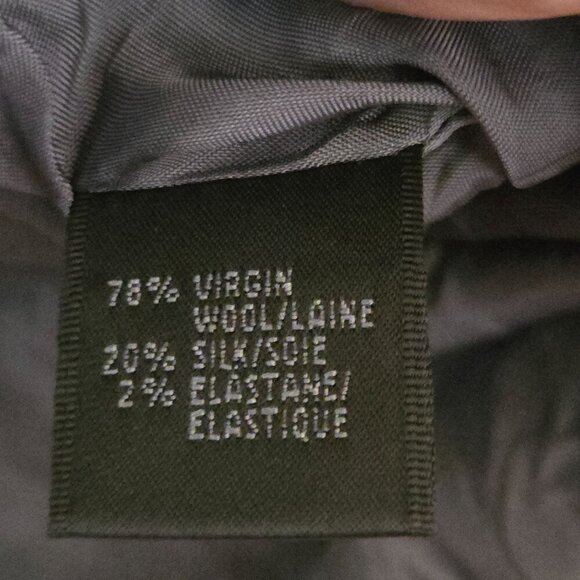 78% VIRGIN
WOOL/LAINE
20% SILK/SOIE
2% ELASTANE/
ELASTIQUE